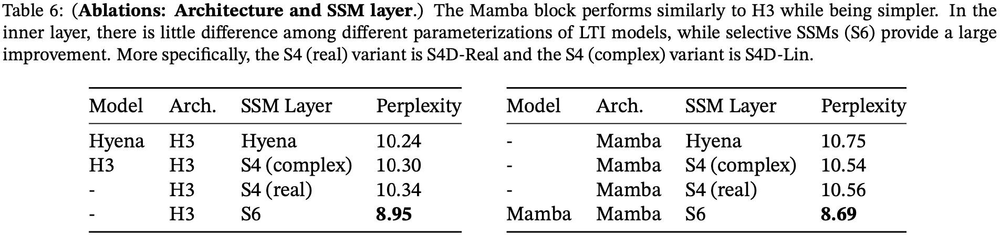 Table 6: (Ablations: Architecture and SSM layer.) The Mamba block performs similarly to H3 while being simpler. In the
inner layer, there is little difference among different parameterizations of LTI models, while selective SSMs (S6) provide a large
improvement. More specifically, the S4 (real) variant is S4D-Real and the S4 (complex) variant is S4D-Lin.
Model Arch. SSM Layer Perplexity
Hyena H3 Hyena 10.24
H3 H3 S4 (complex) 10.30
- H3 S4 (real) 10.34
- H3 S6 8.95
Model Arch. SSM Layer Perplexity
- Mamba Hyena 10.75
- Mamba S4 (complex) 10.54
- Mamba S4 (real) 10.56
Mamba Mamba S6 8.69